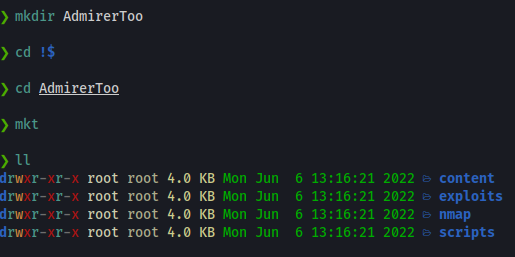 ❯ mkdir AdmirerToo
❯ cd !$
❯ cd AdmirerToo
❯ mkt
❯ ll
drwxr-xr-x root root 4.0 KB Mon Jun  6 13:16:21 2022 🗁 content
drwxr-xr-x root root 4.0 KB Mon Jun  6 13:16:21 2022 🗁 exploits
drwxr-xr-x root root 4.0 KB Mon Jun  6 13:16:21 2022 🗁 nmap
drwxr-xr-x root root 4.0 KB Mon Jun  6 13:16:21 2022 🗁 scripts